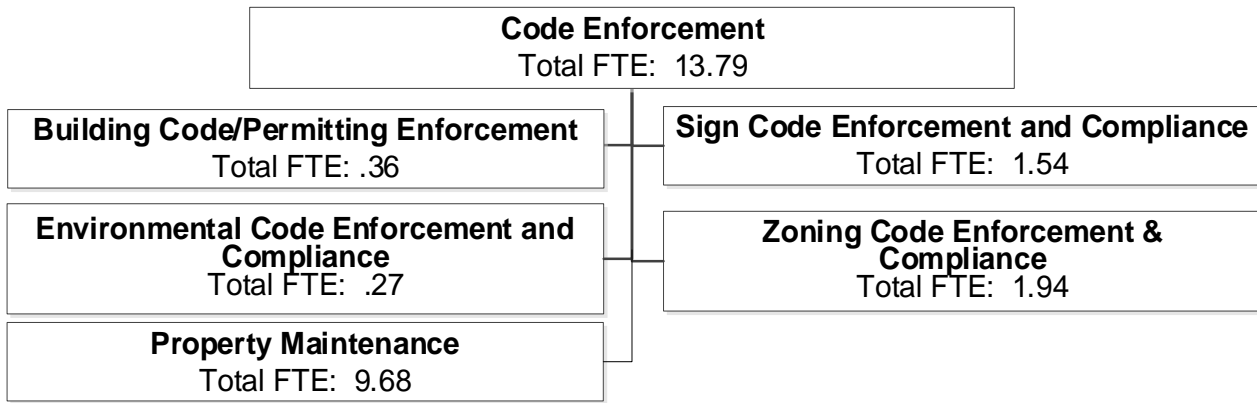 Code Enforcement
Total FTE: 13.79
Building Code/Permitting Enforcement
Total FTE: .36
Sign Code Enforcement and Compliance
Total FTE: 1.54
Environmental Code Enforcement and
Compliance
Total FTE: .27
Zoning Code Enforcement &
Compliance
Total FTE: 1.94
Property Maintenance
Total FTE: 9.68